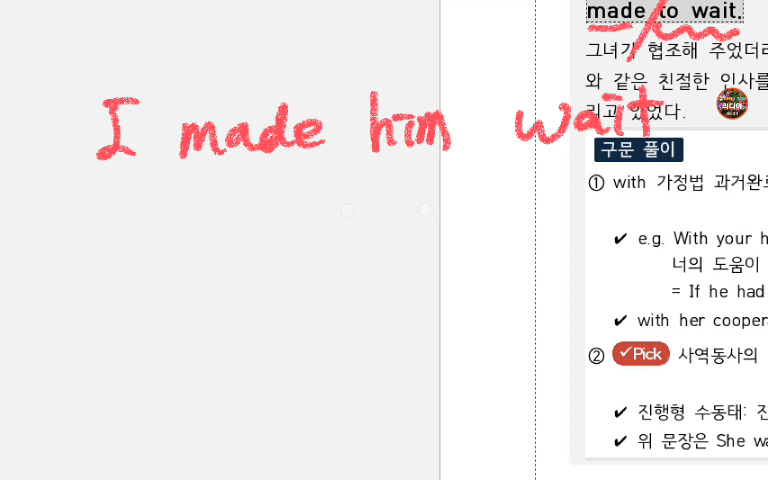 made to wait.
그녀가 협조해 주었더라
와 같은 친절한 인사를
리고 있었다.
I made him wait
구문 풀이
① with 가정법 과거완료
✔ e.g. With your h
너의 도움이
= If he had
✔ with her cooper
② ✓Pick 사역동사의
✔ 진행형 수동태: 진
✔ 위 문장은 She wa